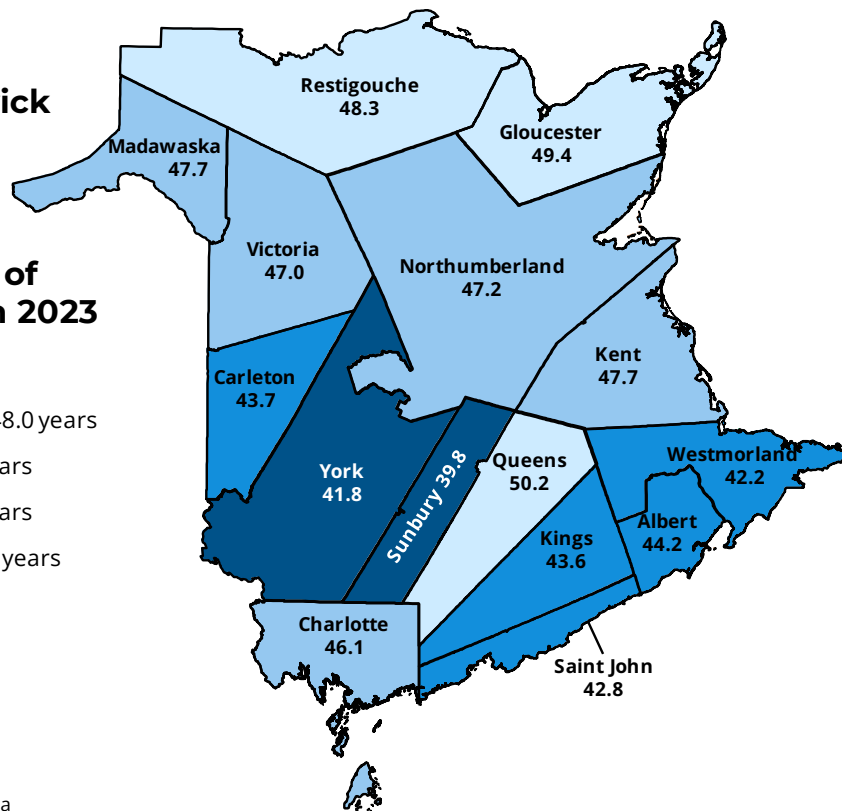 ick
of
n 2023
8.0 years
ars
ars
years
a
Restigouche
48.3
Gloucester
49.4
Madawaska
47.7
Victoria
47.0
Northumberland
47.2
Kent
47.7
Carleton
43.7
York
41.8
Sunbury 39.8
Queens
50.2
Westmorland
42.2
Albert
44.2
Kings
43.6
Charlotte
46.1
Saint John
42.8